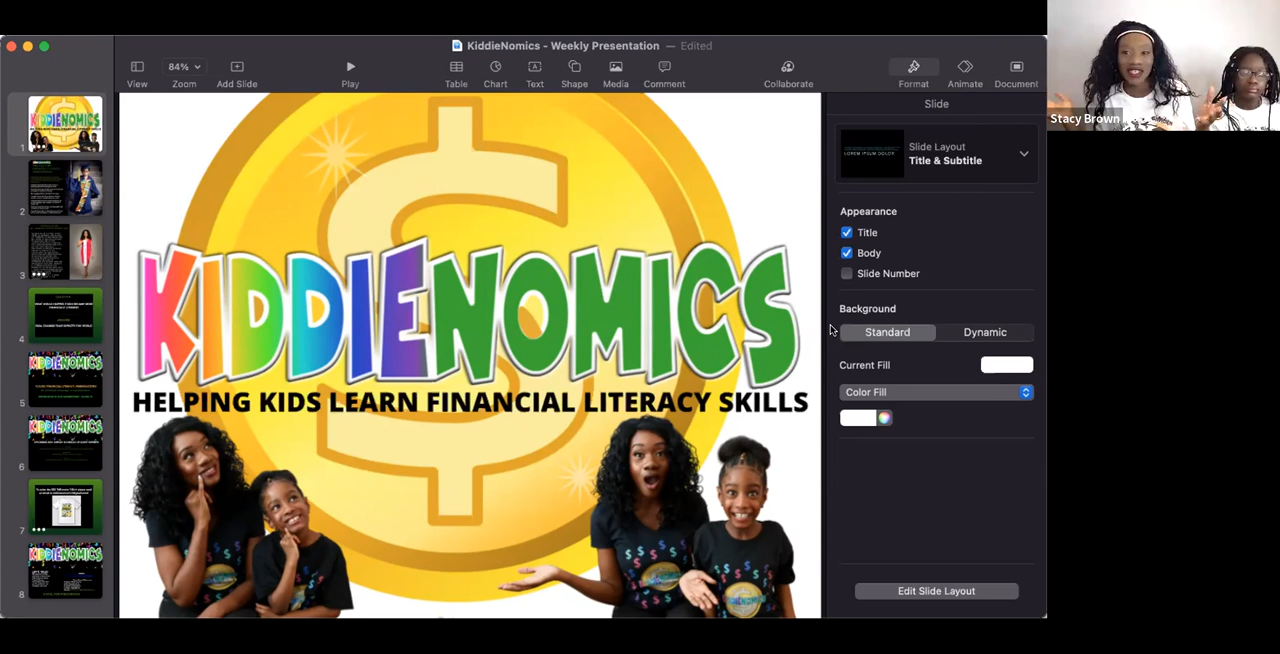 KiddieNomics - Weekly Presentation — Edited
View
84%
Zoom
Add Slide
Play
Table
Chart
Text
Shape
Media
Comment
Collaborate
Format
Animate
Document
Stacy Brown
Slide
1
2
3
4
5
6
7
8
KIDDIENOMICS
HELPING KIDS LEARN FINANCIAL LITERACY SKILLS
LOREM IPSUM DOLOR
Slide Layout
Title & Subtitle
Appearance
Title
Body
Slide Number
Background
Standard
Dynamic
Current Fill
Color Fill
Edit Slide Layout